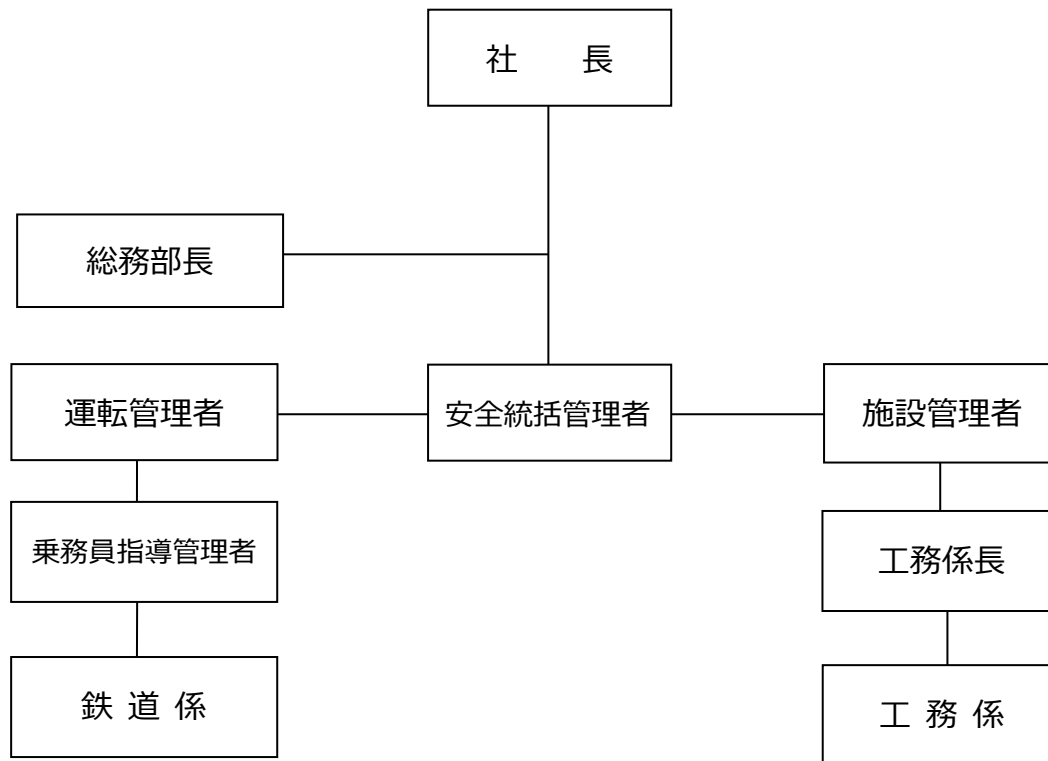 社　　長
総務部長
運転管理者
安全統括管理者
施設管理者
乗務員指導管理者
工務係長
鉄 道 係
工 務 係